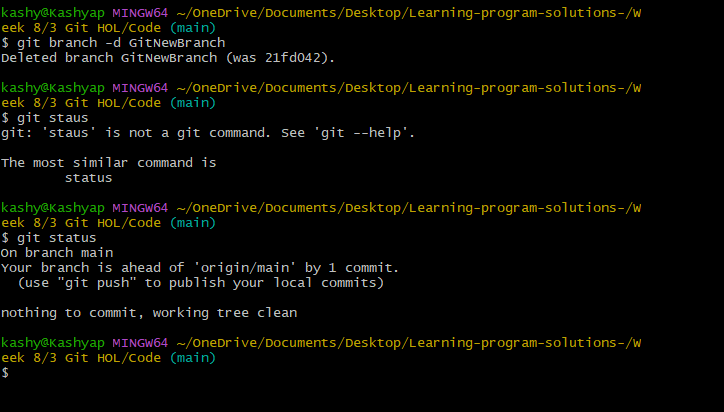 kashy@Kashyap MINGW64 ~/OneDrive/Documents/Desktop/Learning-program-solutions-/W
eek 8/3 Git HOL/Code (main)
$ git branch -d GitNewBranch
Deleted branch GitNewBranch (was 21fd042).
kashy@Kashyap MINGW64 ~/OneDrive/Documents/Desktop/Learning-program-solutions-/W
eek 8/3 Git HOL/Code (main)
$ git staus
git: 'staus' is not a git command. See 'git --help'.
The most similar command is
        status
kashy@Kashyap MINGW64 ~/OneDrive/Documents/Desktop/Learning-program-solutions-/W
eek 8/3 Git HOL/Code (main)
$ git status
On branch main
Your branch is ahead of 'origin/main' by 1 commit.
  (use "git push" to publish your local commits)
nothing to commit, working tree clean
kashy@Kashyap MINGW64 ~/OneDrive/Documents/Desktop/Learning-program-solutions-/W
eek 8/3 Git HOL/Code (main)
$